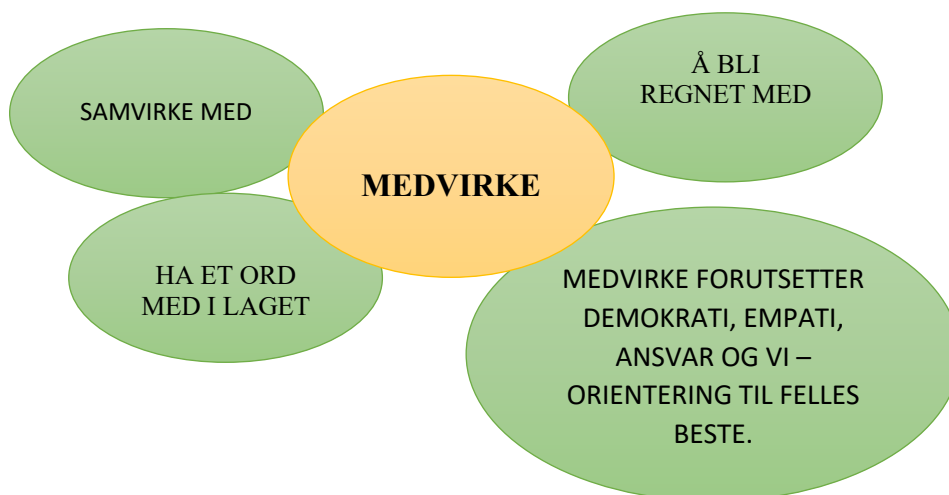 SAMVIRKE MED
Å BLI
REGNET MED
MEDVIRKE
HA ET ORD
MED I LAGET
MEDVIRKE FORUTSETTER
DEMOKRATI, EMPATI,
ANSVAR OG VI –
ORIENTERING TIL FELLES
BESTE.